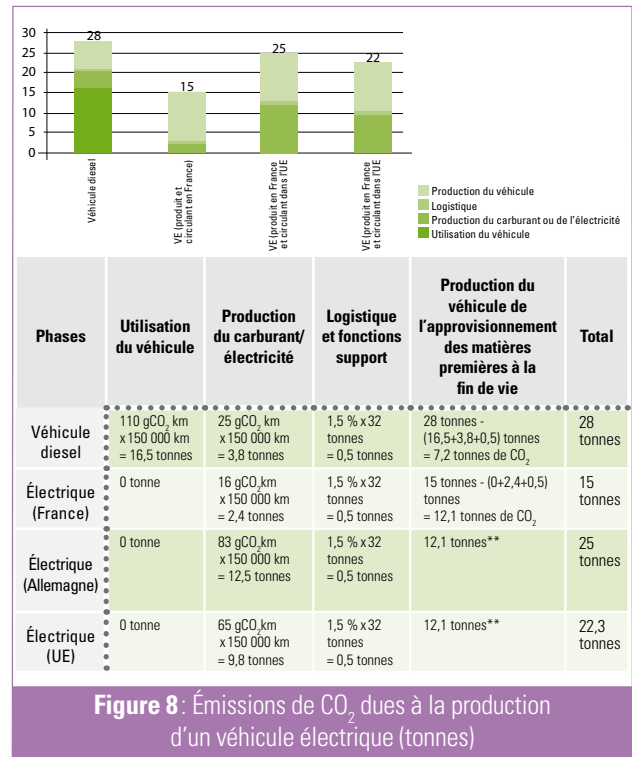 30
25
20
15
10
5
0
28
15
25
22
Véhicule diesel
VE (produit et
circulant en France)
VE (produit en France
et circulant dans l'UE
VE (produit en France
et circulant dans l'UE
Production du véhicule
Logistique
Production du carburant ou de l'électricité
Utilisation du véhicule
Phases
Utilisation
du véhicule
Production
du carburant/
électricité
Logistique
et fonctions
support
Production du
véhicule de
l'approvisionnement
des matières
premières à la
fin de vie
Total
Véhicule
diesel
110 gCO₂ km
x 150 000 km
= 16,5 tonnes
25 gCO₂ km
x 150 000 km
= 3,8 tonnes
1,5 % x 32
tonnes
= 0,5 tonnes
28 tonnes -
(16,5+3,8+0,5) tonnes
= 7,2 tonnes de CO₂
28
tonnes
Électrique
(France)
0 tonne
16 gCO₂km
x 150 000 km
= 2,4 tonnes
1,5 % x 32
tonnes
= 0,5 tonnes
15 tonnes - (0+2,4+0,5)
tonnes
= 12,1 tonnes de CO₂
15
tonnes
Électrique
(Allemagne)
0 tonne
83 gCO₂km
x 150 000 km
= 12,5 tonnes
1,5 % x 32
tonnes
= 0,5 tonnes
12,1 tonnes**
25
tonnes
Électrique
(UE)
0 tonne
65 gCO₂km
x 150 000 km
= 9,8 tonnes
1,5 % x 32
tonnes
= 0,5 tonnes
12,1 tonnes**
22,3
tonnes
Figure 8 : Émissions de CO₂ dues à la production
d'un véhicule électrique (tonnes)